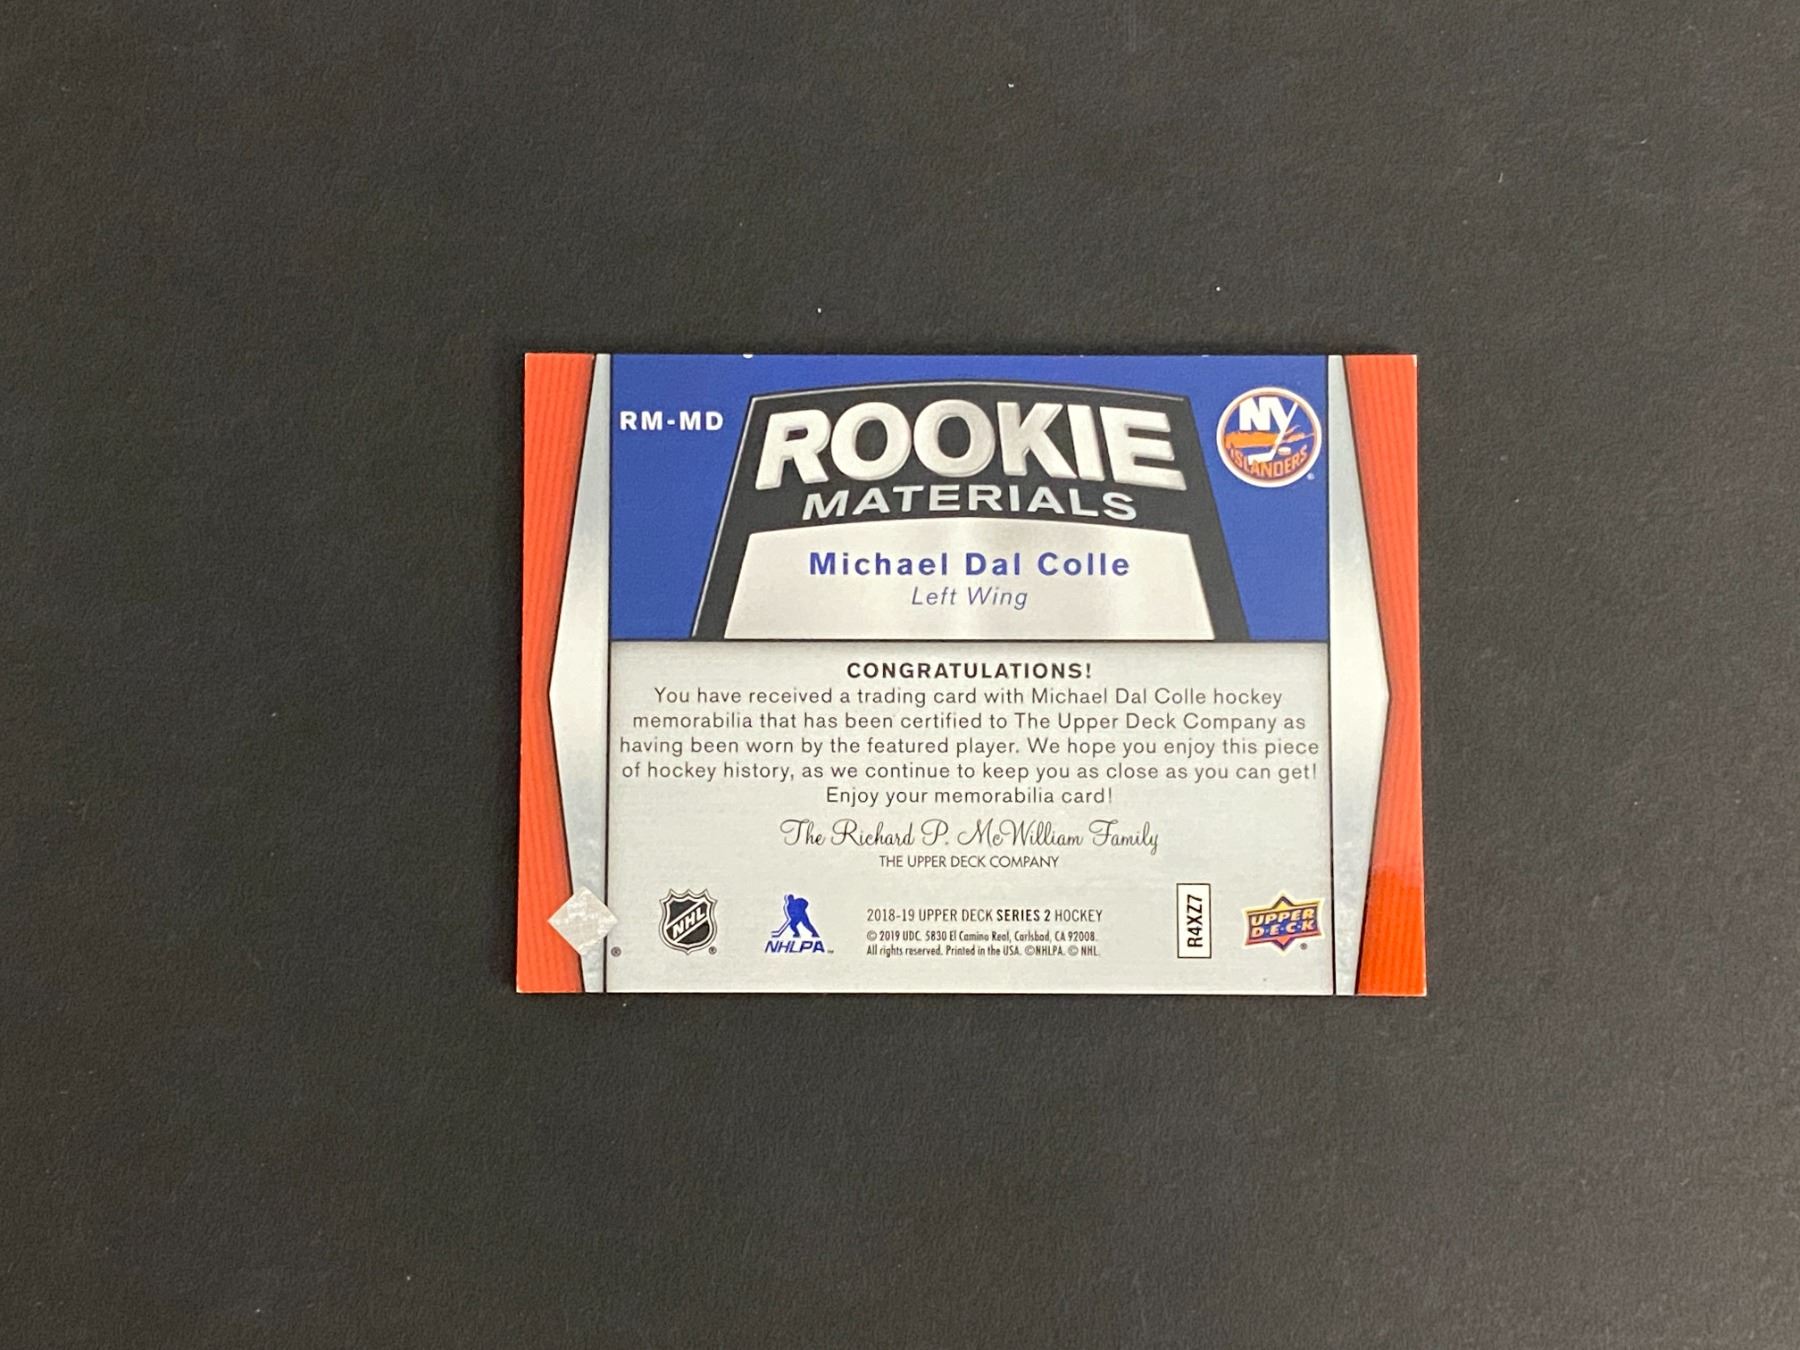 RM-MD
ROOKIE
MATERIALS
NY
ISLANDERS
®
Michael Dal Colle
Left Wing
CONGRATULATIONS!
You have received a trading card with Michael Dal Colle hockey
memorabilia that has been certified to The Upper Deck Company as
having been worn by the featured player. We hope you enjoy this piece
of hockey history, as we continue to keep you as close as you can get!
Enjoy your memorabilia card!
The Richard P. McWilliam Family
THE UPPER DECK COMPANY
®
NHL
®
NHLPA™
2018-19 UPPER DECK SERIES 2 HOCKEY
© 2019 UDC. 5830 El Camino Real, Carlsbad, CA 92008.
All rights reserved. Printed in the USA. ©NHLPA. © NHL.
R4XZ7
UPPER
D·E·C·K
®